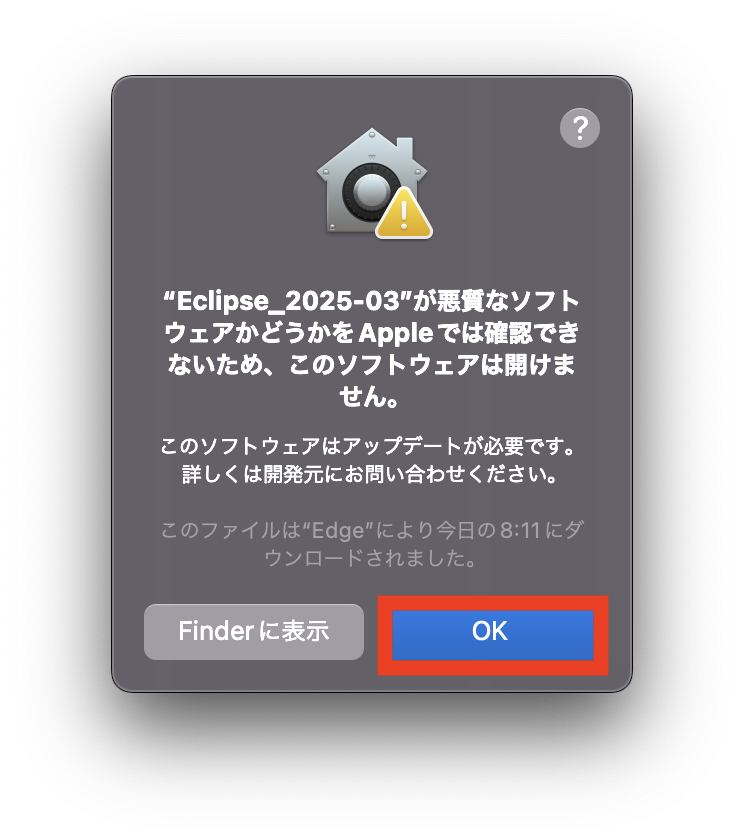 ?
“Eclipse_2025-03”が悪質なソフト
ウェアかどうかをAppleでは確認でき
ないため、このソフトウェアは開けま
せん。
このソフトウェアはアップデートが必要です。
詳しくは開発元にお問い合わせください。
このファイルは“Edge”により今日の8:11にダ
ウンロードされました。
Finderに表示
OK